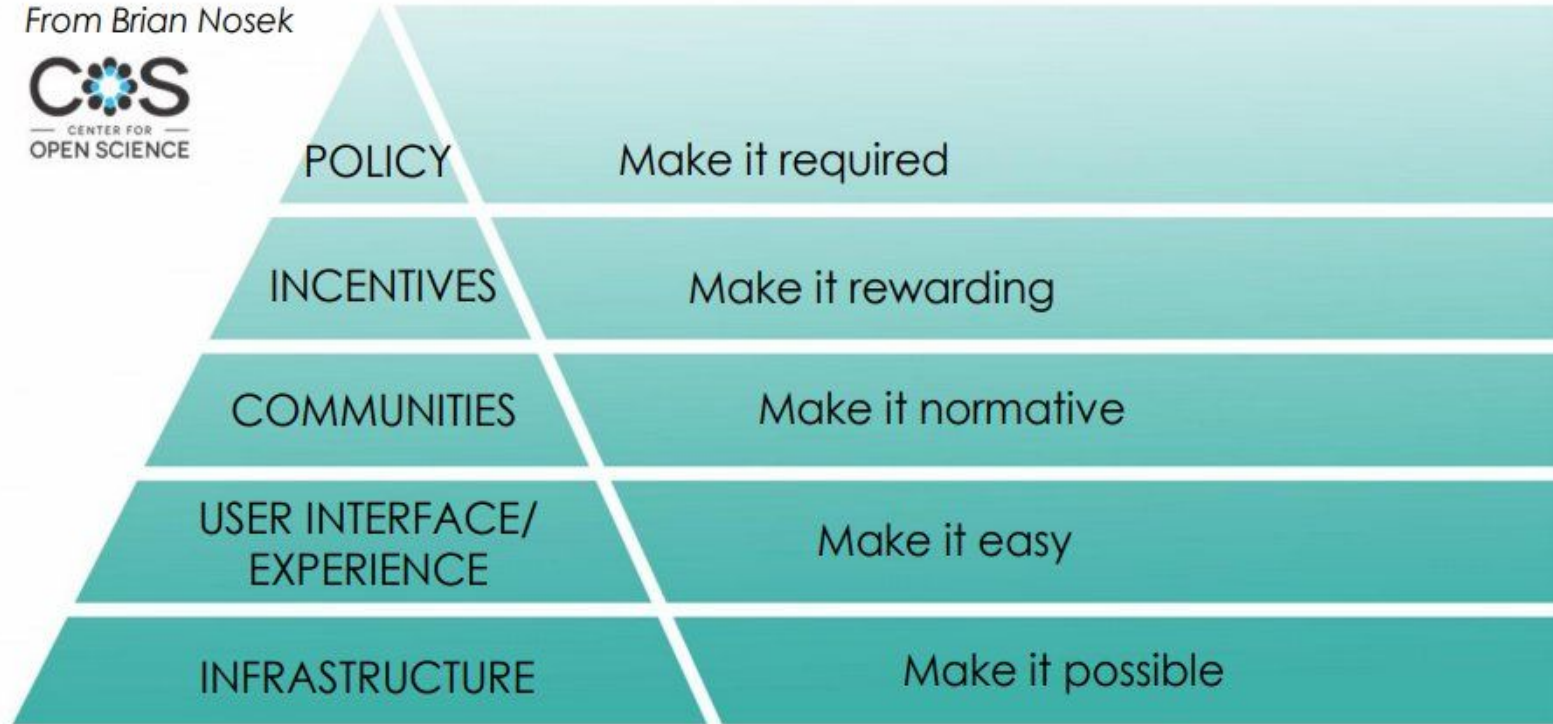 From Brian Nosek
COS
CENTER FOR
OPEN SCIENCE
POLICY
Make it required
INCENTIVES
Make it rewarding
COMMUNITIES
Make it normative
USER INTERFACE/
EXPERIENCE
Make it easy
INFRASTRUCTURE
Make it possible